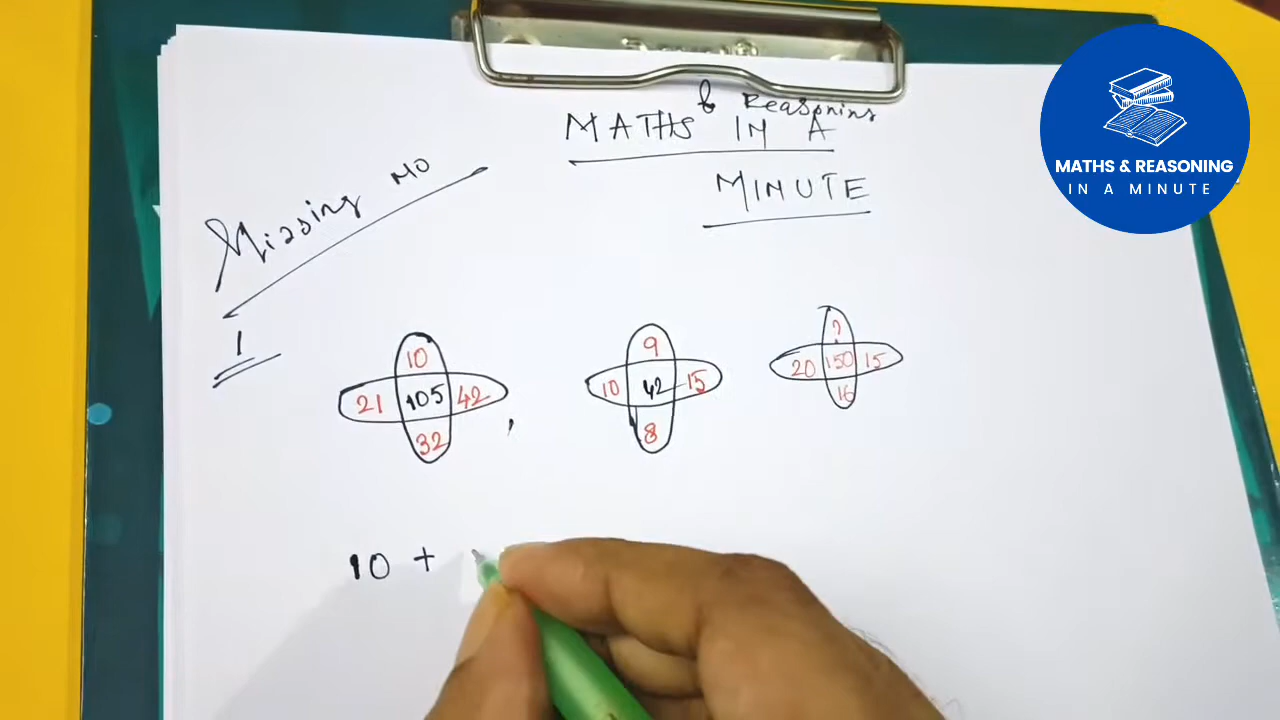 MATHS & Reasoning IN A
MINUTE
MATHS & REASONING
IN A MINUTE
Missing NO
1
10
21 105 42
32
,
9
10 42 15
8
?
20 150 15
16
10 +